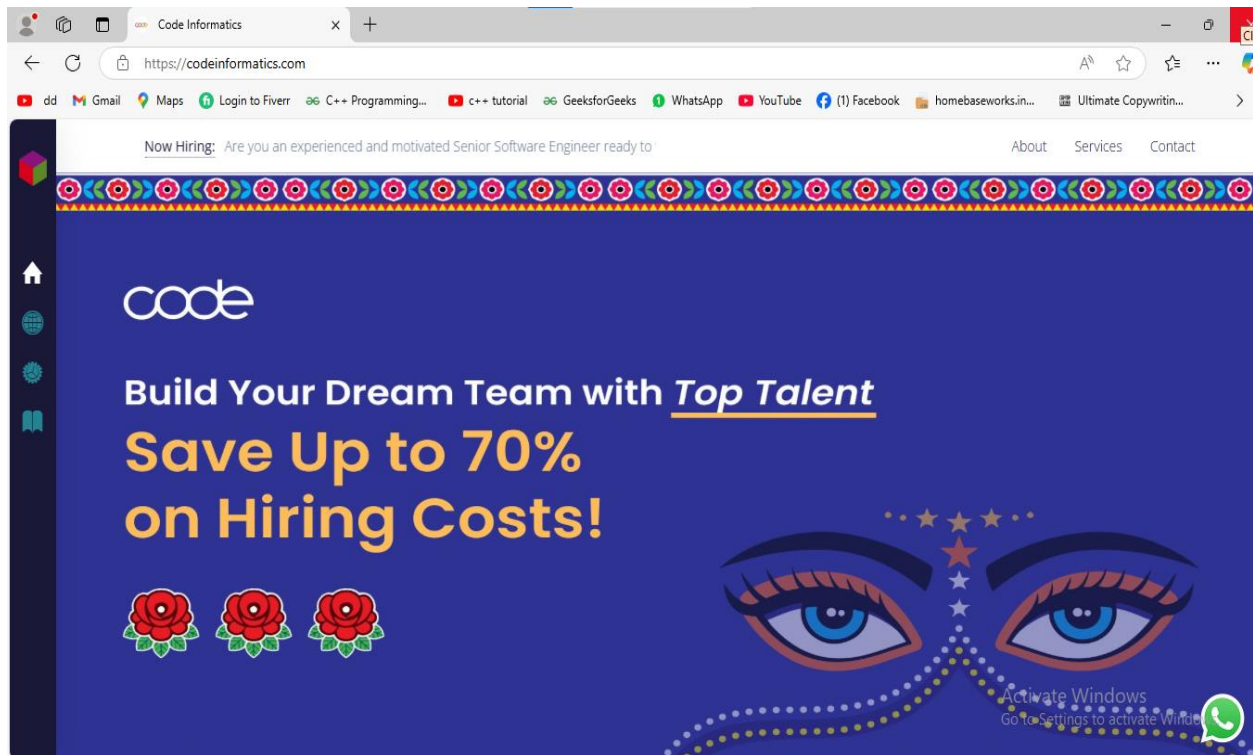 Code Informatics
https://codeinformatics.com
dd Gmail Maps Login to Fiverr C++ Programming... c++ tutorial GeeksforGeeks WhatsApp YouTube (1) Facebook homebaseworks.in... Ultimate Copywritin...
Now Hiring: Are you an experienced and motivated Senior Software Engineer ready to About Services Contact
code
Build Your Dream Team with Top Talent
Save Up to 70%
on Hiring Costs!
Activate Windows
Go to Settings to activate